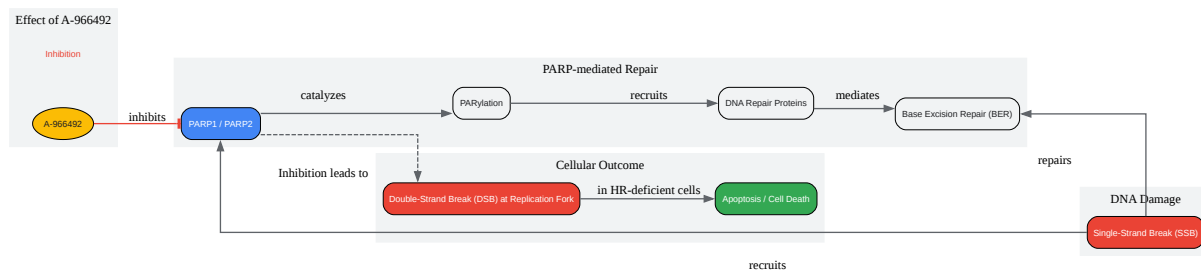 Effect of A-966492
Inhibition
A-966492
inhibits
PARP-mediated Repair
PARP1 / PARP2
catalyzes
PARylation
recruits
DNA Repair Proteins
mediates
Base Excision Repair (BER)
Inhibition leads to
Cellular Outcome
Double-Strand Break (DSB) at Replication Fork
in HR-deficient cells
Apoptosis / Cell Death
repairs
DNA Damage
Single-Strand Break (SSB)
recruits